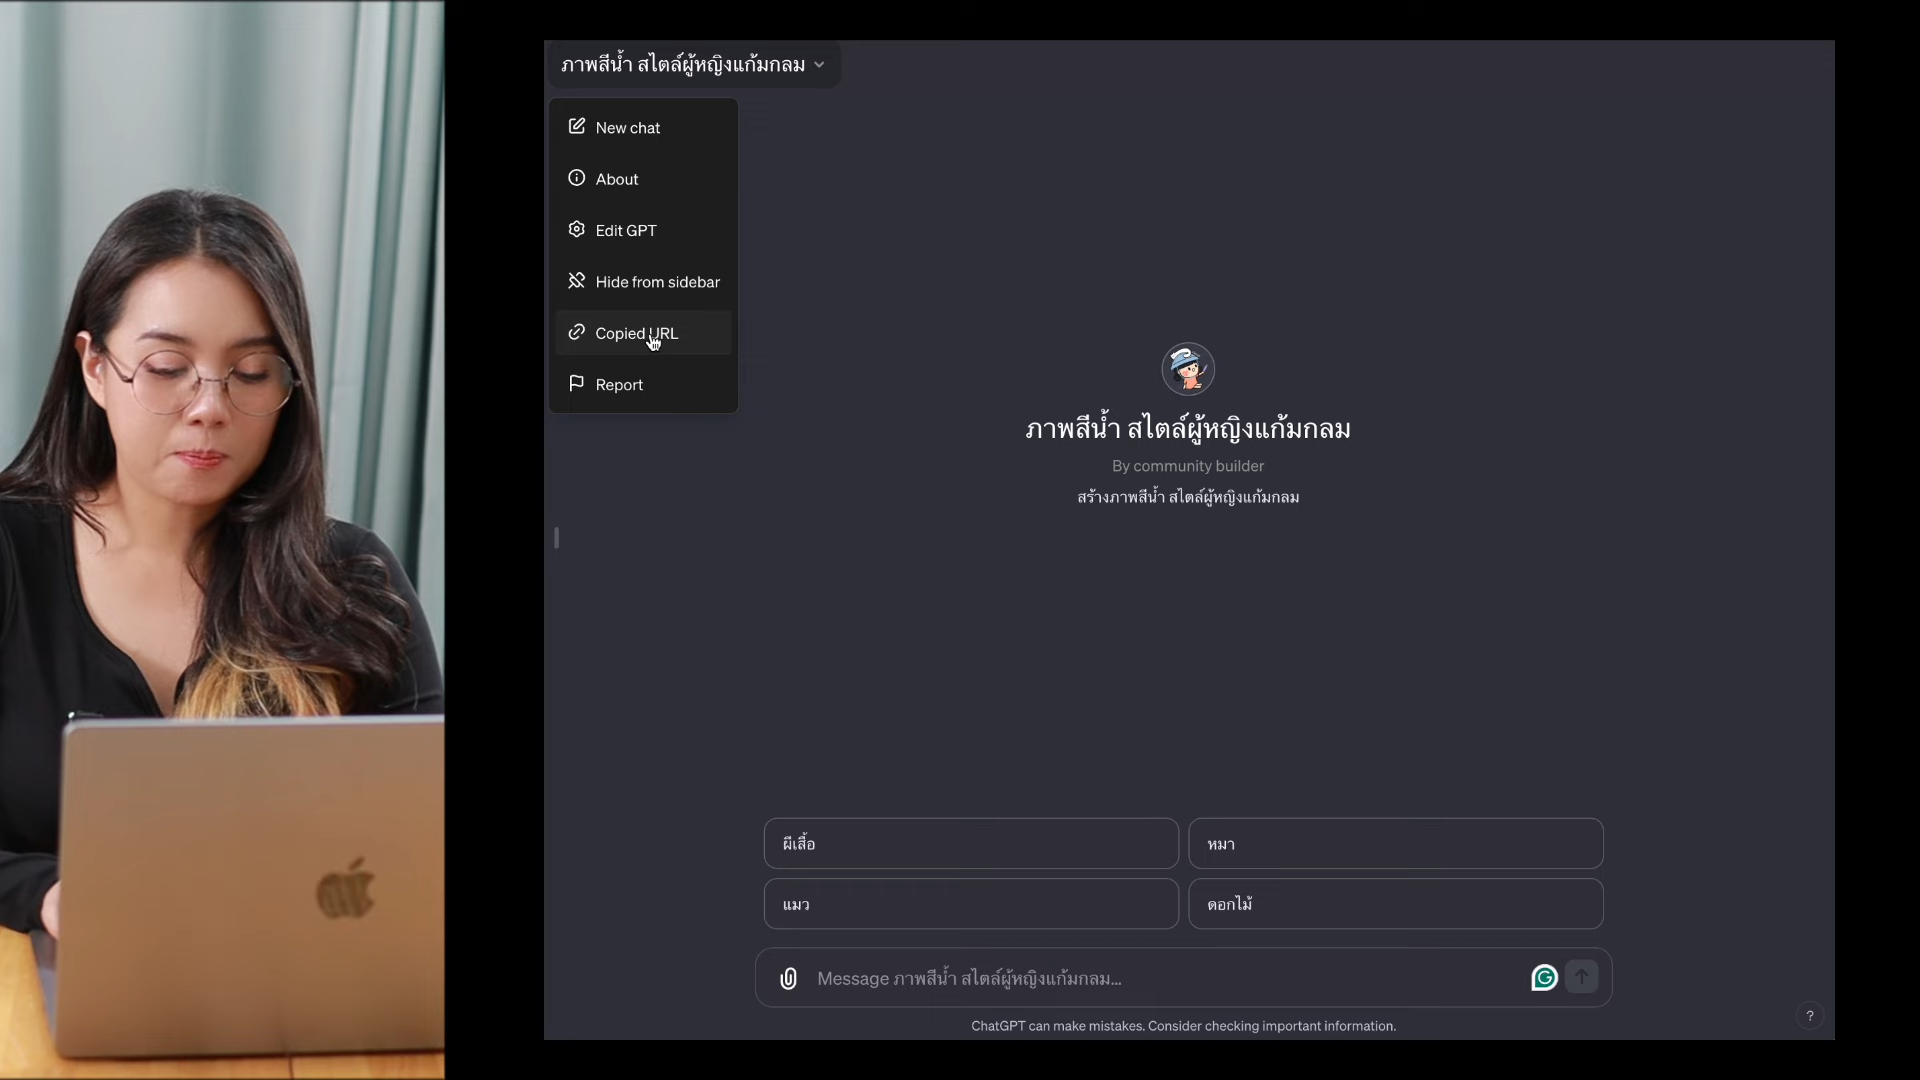 ภาพสีน้ำ สไตล์ผู้หญิงแก้มกลม
New chat
About
Edit GPT
Hide from sidebar
Copied URL
Report
ภาพสีน้ำ สไตล์ผู้หญิงแก้มกลม
By community builder
สร้างภาพสีน้ำ สไตล์ผู้หญิงแก้มกลม
ผีเสื้อ
หมา
แมว
ดอกไม้
Message ภาพสีน้ำ สไตล์ผู้หญิงแก้มกลม...
ChatGPT can make mistakes. Consider checking important information.
?